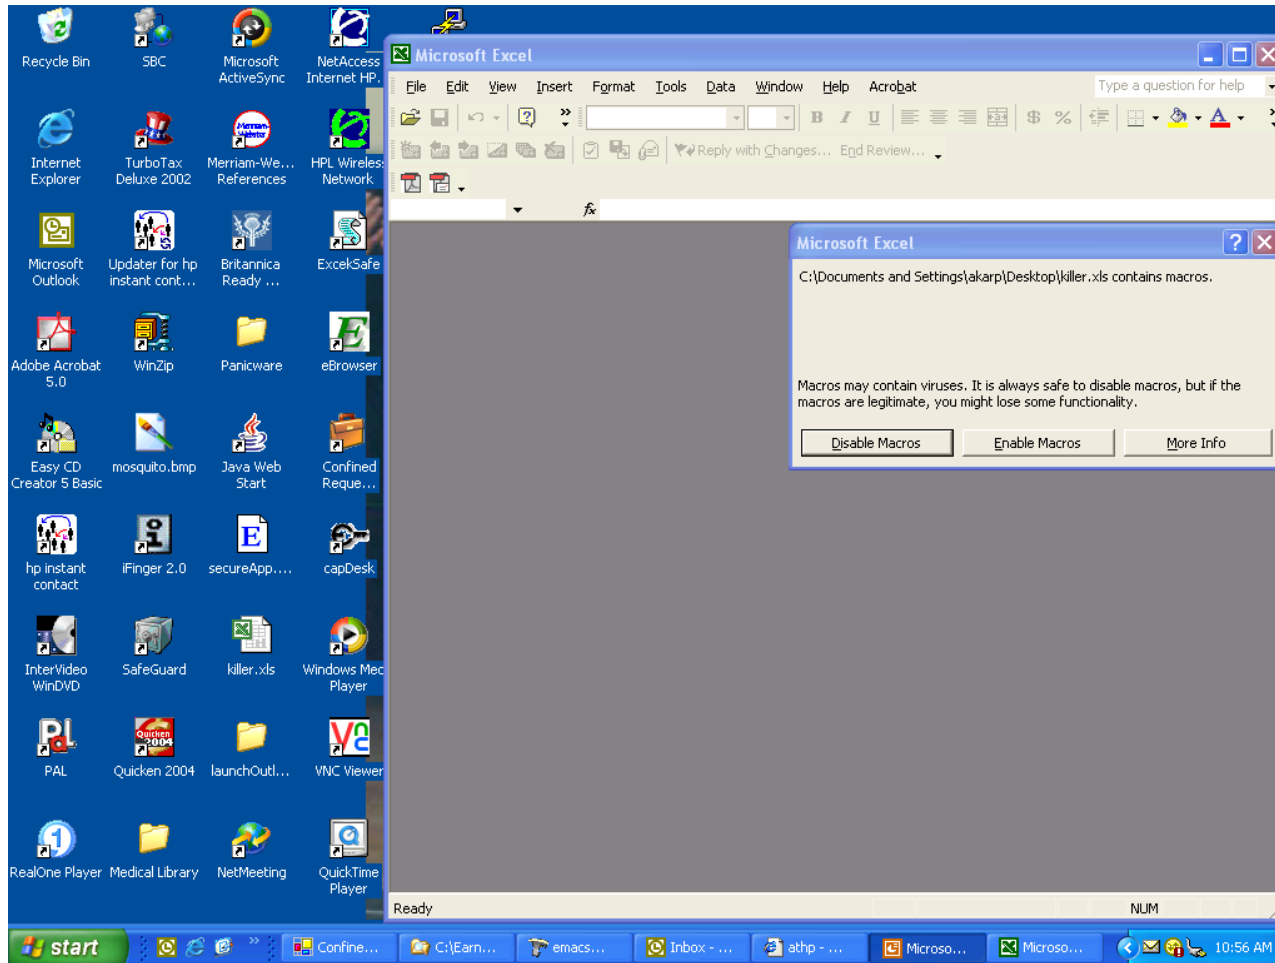 Recycle Bin
SBC
Microsoft
ActiveSync
NetAccess
Internet HP.
Internet
Explorer
TurboTax
Deluxe 2002
Merriam-We...
References
HPL Wireles
Network
Microsoft
Outlook
Updater for hp
instant cont...
Britannica
Ready ...
ExcekSafe
Adobe Acrobat
5.0
WinZip
Panicware
eBrowser
Easy CD
Creator 5 Basic
mosquito.bmp
Java Web
Start
Confined
Reque...
hp instant
contact
iFinger 2.0
secureApp....
capDesk
InterVideo
WinDVD
SafeGuard
killer.xls
Windows Med
Player
PAL
Quicken 2004
launchOutl...
VNC Viewer
RealOne Player
Medical Library
NetMeeting
QuickTime
Player
Microsoft Excel
File Edit View Insert Format Tools Data Window Help Acrobat
Type a question for help
B I U $ %
Reply with Changes... End Review...
fx
Microsoft Excel
C:\Documents and Settings\akarp\Desktop\killer.xls contains macros.
Macros may contain viruses. It is always safe to disable macros, but if the
macros are legitimate, you might lose some functionality.
Disable Macros
Enable Macros
More Info
Ready
NUM
start
Confine...
C:\Earn...
emacs...
Inbox - ...
athp - ...
Microso...
Microso...
10:56 AM